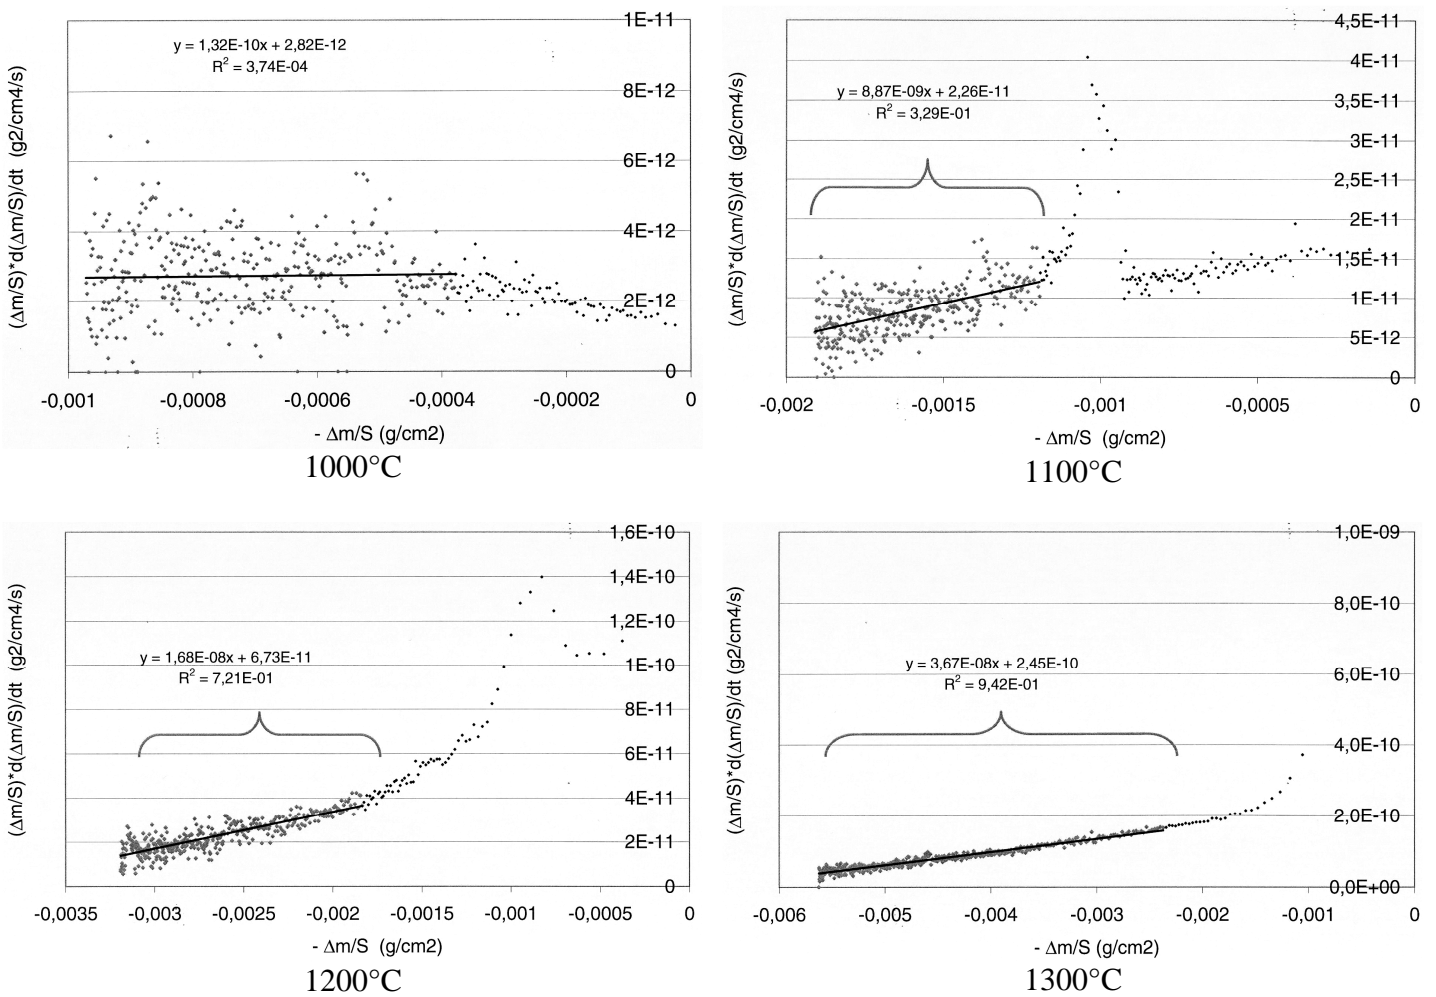 1E-11
y = 1,32E-10x + 2,82E-12
R² = 3,74E-04
8E-12
6E-12
4E-12
2E-12
0
(Δm/S)*d(Δm/S)/dt (g2/cm4/s)
-0,001 -0,0008 -0,0006 -0,0004 -0,0002 0
- Δm/S (g/cm2)
1000°C
4,5E-11
4E-11
y = 8,87E-09x + 2,26E-11
R² = 3,29E-01
3,5E-11
3E-11
2,5E-11
2E-11
1,5E-11
1E-11
5E-12
0
(Δm/S)*d(Δm/S)/dt (g2/cm4/s)
-0,002 -0,0015 -0,001 -0,0005 0
- Δm/S (g/cm2)
1100°C
1,6E-10
1,4E-10
1,2E-10
y = 1,68E-08x + 6,73E-11
R² = 7,21E-01
1E-10
8E-11
6E-11
4E-11
2E-11
0
(Δm/S)*d(Δm/S)/dt (g2/cm4/s)
-0,0035 -0,003 -0,0025 -0,002 -0,0015 -0,001 -0,0005 0
- Δm/S (g/cm2)
1200°C
1,0E-09
8,0E-10
y = 3,67E-08x + 2,45E-10
R² = 9,42E-01
6,0E-10
4,0E-10
2,0E-10
0,0E+00
(Δm/S)*d(Δm/S)/dt (g2/cm4/s)
-0,006 -0,005 -0,004 -0,003 -0,002 -0,001 0
- Δm/S (g/cm2)
1300°C